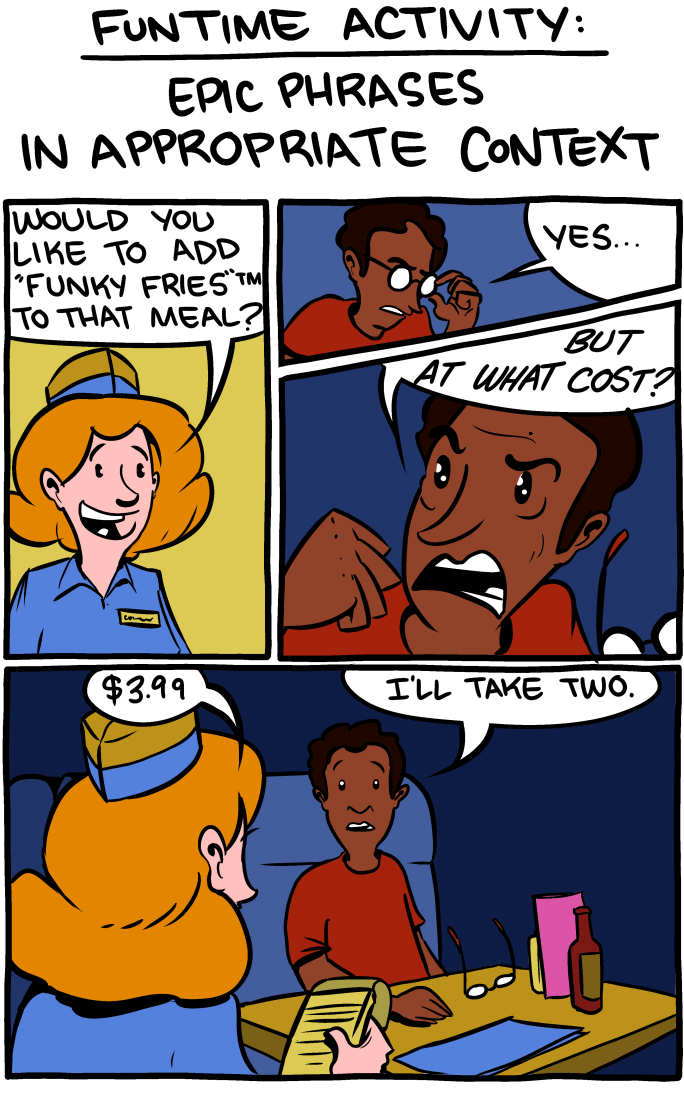 FUNTIME ACTIVITY:
EPIC PHRASES
IN APPROPRIATE CONTEXT
WOULD YOU
LIKE TO ADD
"FUNKY FRIES"™
TO THAT MEAL?
YES...
BUT
AT WHAT COST?
$3.99
I'LL TAKE TWO.